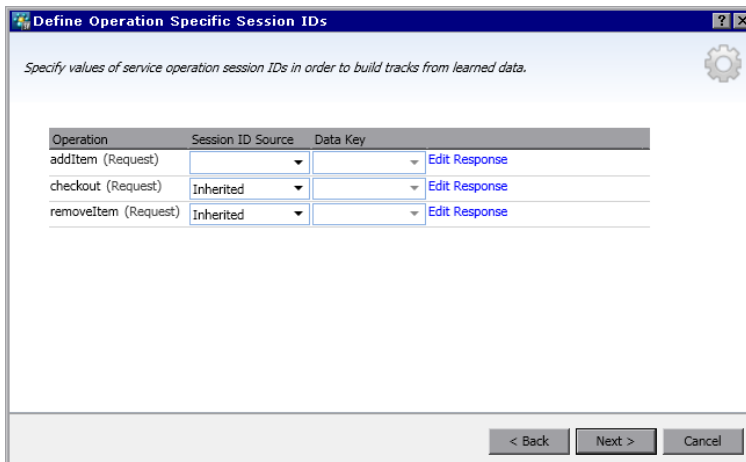 Define Operation Specific Session IDs
Specify values of service operation session IDs in order to build tracks from learned data.
Operation Session ID Source Data Key
addItem (Request) Edit Response
checkout (Request) Inherited Edit Response
removeItem (Request) Inherited Edit Response
< Back Next > Cancel